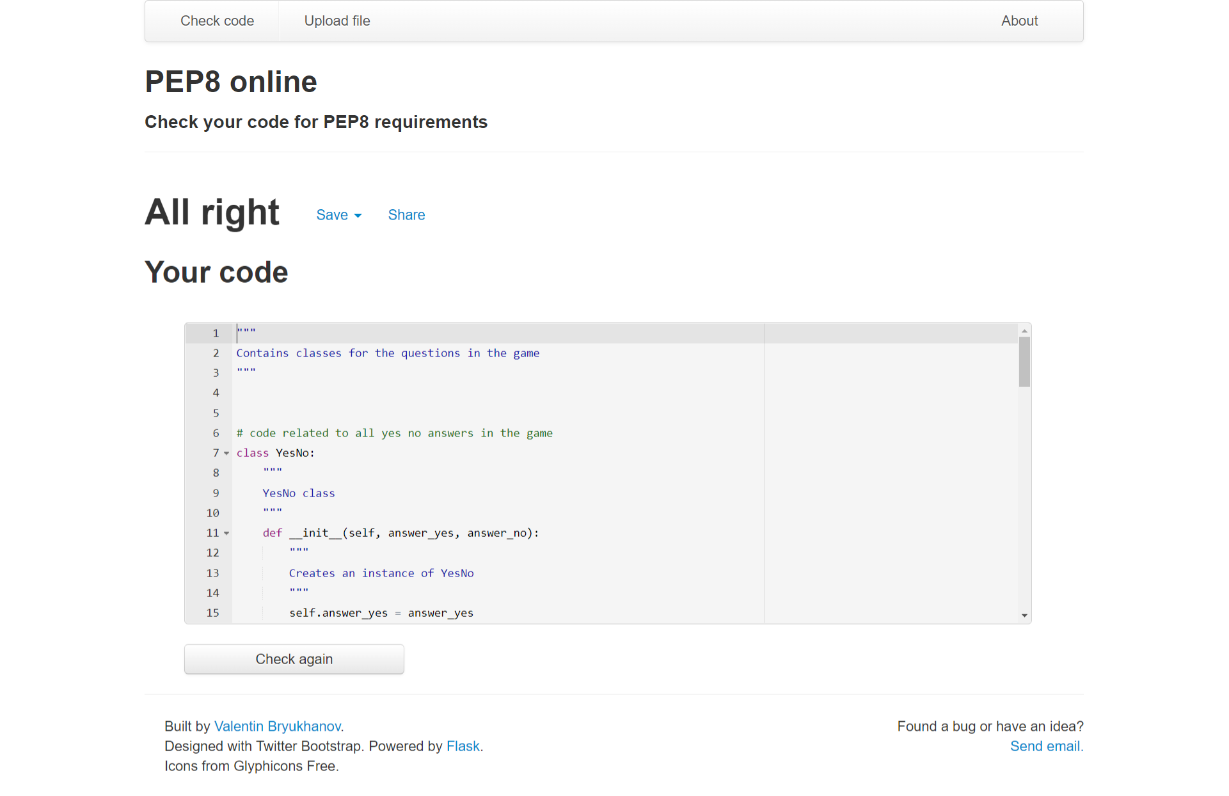 Check code Upload file About
PEP8 online
Check your code for PEP8 requirements
All right Save Share
Your code
1 """
2 Contains classes for the questions in the game
3 """
4
5
6 # code related to all yes no answers in the game
7 class YesNo:
8 """
9 YesNo class
10 """
11 def __init__(self, answer_yes, answer_no):
12 """
13 Creates an instance of YesNo
14 """
15 self.answer_yes = answer_yes
Check again
Built by Valentin Bryukhanov. Found a bug or have an idea?
Designed with Twitter Bootstrap. Powered by Flask. Send email.
Icons from Glyphicons Free.